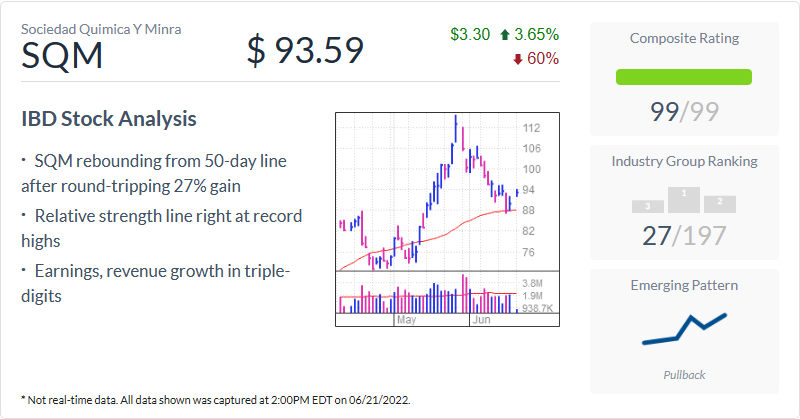 Sociedad Quimica Y Minra
SQM
$ 93.59
$3.30 3.65%
60%
IBD Stock Analysis
· SQM rebounding from 50-day line
after round-tripping 27% gain
· Relative strength line right at record
highs
· Earnings, revenue growth in triple-
digits
112
106
100
94
88
82
76
3.8M
1.9M
938.7K
May
Jun
Composite Rating
99/99
Industry Group Ranking
3
1
2
27/197
Emerging Pattern
Pullback
* Not real-time data. All data shown was captured at 2:00PM EDT on 06/21/2022.